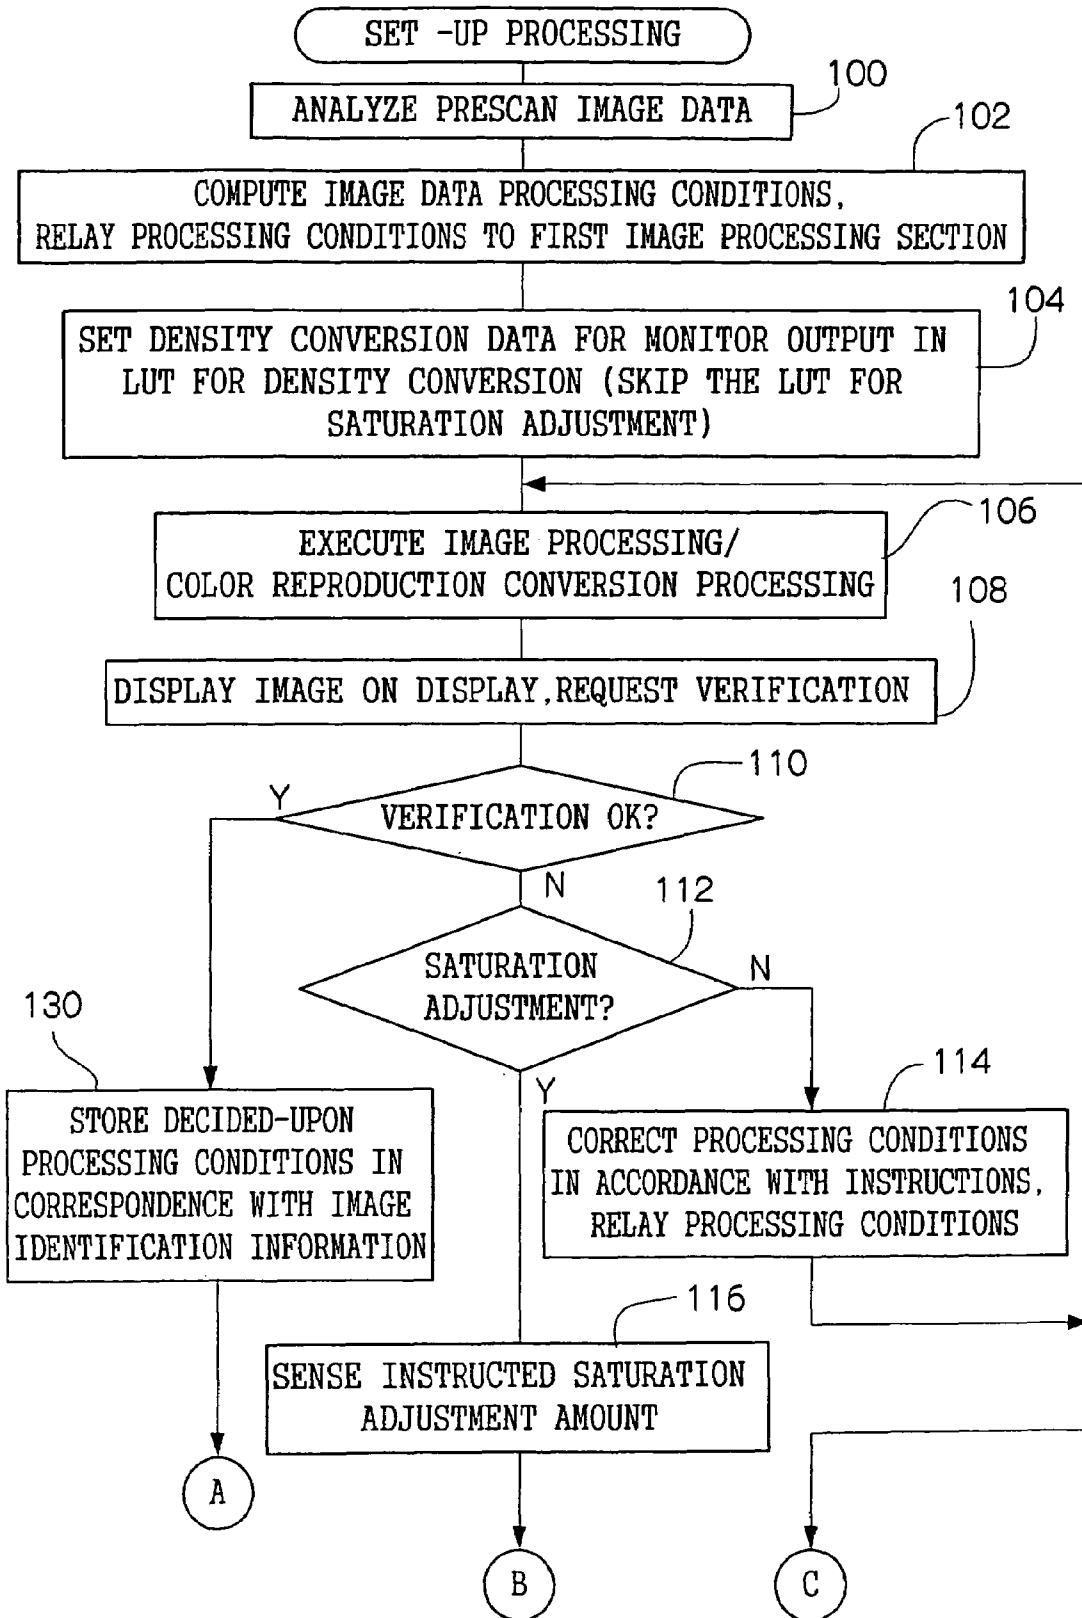 SET -UP PROCESSING
100
ANALYZE PRESCAN IMAGE DATA
102
COMPUTE IMAGE DATA PROCESSING CONDITIONS,
RELAY PROCESSING CONDITIONS TO FIRST IMAGE PROCESSING SECTION
104
SET DENSITY CONVERSION DATA FOR MONITOR OUTPUT IN
LUT FOR DENSITY CONVERSION (SKIP THE LUT FOR
SATURATION ADJUSTMENT)
106
EXECUTE IMAGE PROCESSING/
COLOR REPRODUCTION CONVERSION PROCESSING
108
DISPLAY IMAGE ON DISPLAY, REQUEST VERIFICATION
110
Y
VERIFICATION OK?
N
112
SATURATION
ADJUSTMENT?
N
Y
130
STORE DECIDED-UPON
PROCESSING CONDITIONS IN
CORRESPONDENCE WITH IMAGE
IDENTIFICATION INFORMATION
114
CORRECT PROCESSING CONDITIONS
IN ACCORDANCE WITH INSTRUCTIONS,
RELAY PROCESSING CONDITIONS
116
SENSE INSTRUCTED SATURATION
ADJUSTMENT AMOUNT
A
B
C